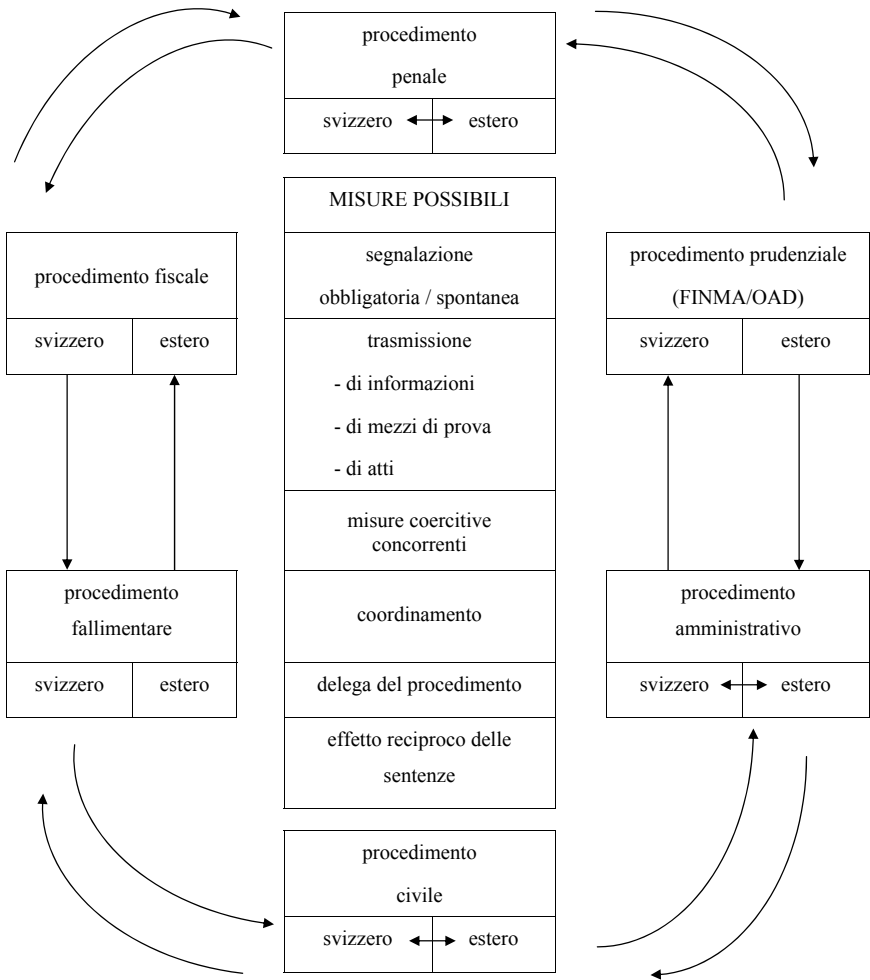 procedimento
penale
svizzero estero
MISURE POSSIBILI
segnalazione
obbligatoria / spontanea
trasmissione
- di informazioni
- di mezzi di prova
- di atti
misure coercitive
concorrenti
coordinamento
delega del procedimento
effetto reciproco delle
sentenze
procedimento fiscale
svizzero estero
procedimento prudenziale
(FINMA/OAD)
svizzero estero
procedimento
fallimentare
svizzero estero
procedimento
amministrativo
svizzero estero
procedimento
civile
svizzero estero